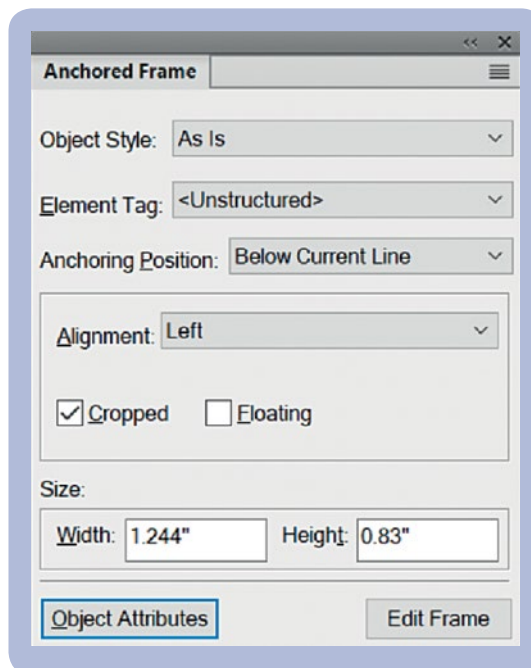 Anchored Frame
Object Style: As Is
Element Tag: <Unstructured>
Anchoring Position: Below Current Line
Alignment: Left
Cropped Floating
Size:
Width: 1.244" Height: 0.83"
Object Attributes Edit Frame